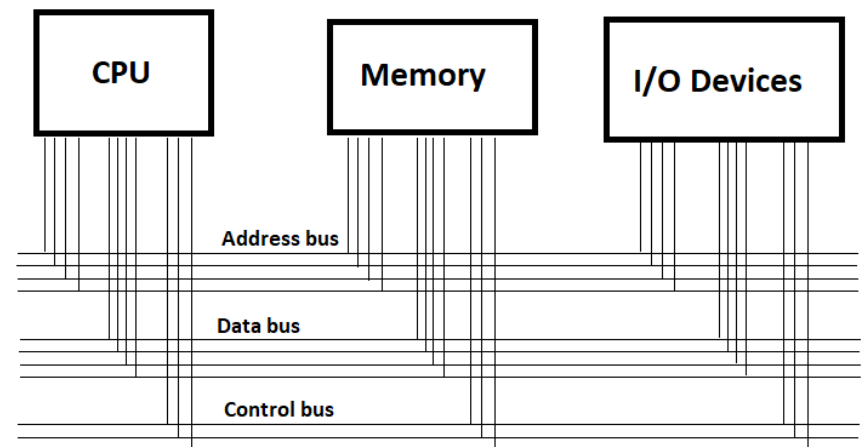 CPU
Memory
I/O Devices
Address bus
Data bus
Control bus